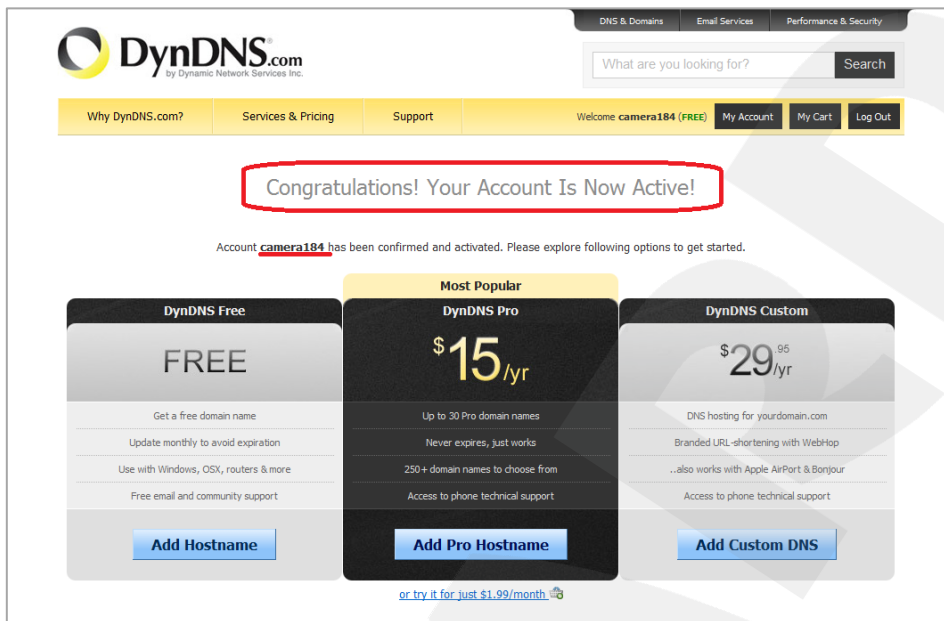 DNS & Domains Email Services Performance & Security
DynDNS®.com
by Dynamic Network Services Inc.
What are you looking for? Search
Why DynDNS.com? Services & Pricing Support Welcome camera184 (FREE) My Account My Cart Log Out
Congratulations! Your Account Is Now Active!
Account camera184 has been confirmed and activated. Please explore following options to get started.
Most Popular
DynDNS Free DynDNS Pro DynDNS Custom
FREE $15/yr $29.95/yr
Get a free domain name Up to 30 Pro domain names DNS hosting for yourdomain.com
Update monthly to avoid expiration Never expires, just works Branded URL-shortening with WebHop
Use with Windows, OSX, routers & more 250+ domain names to choose from ..also works with Apple AirPort & Bonjour
Free email and community support Access to phone technical support Access to phone technical support
Add Hostname Add Pro Hostname Add Custom DNS
or try it for just $1.99/month